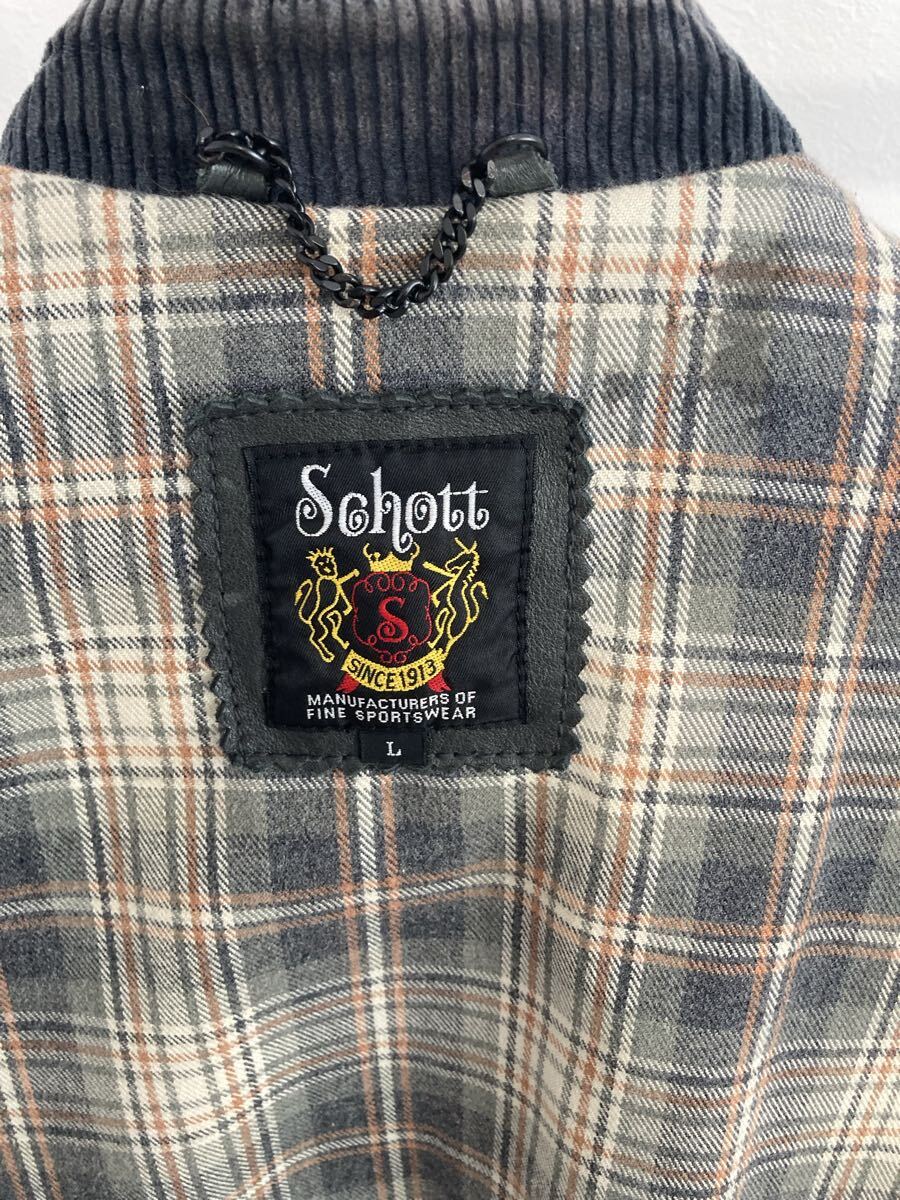 Schott
S
SINCE 1913
MANUFACTURERS OF
FINE SPORTSWEAR
L